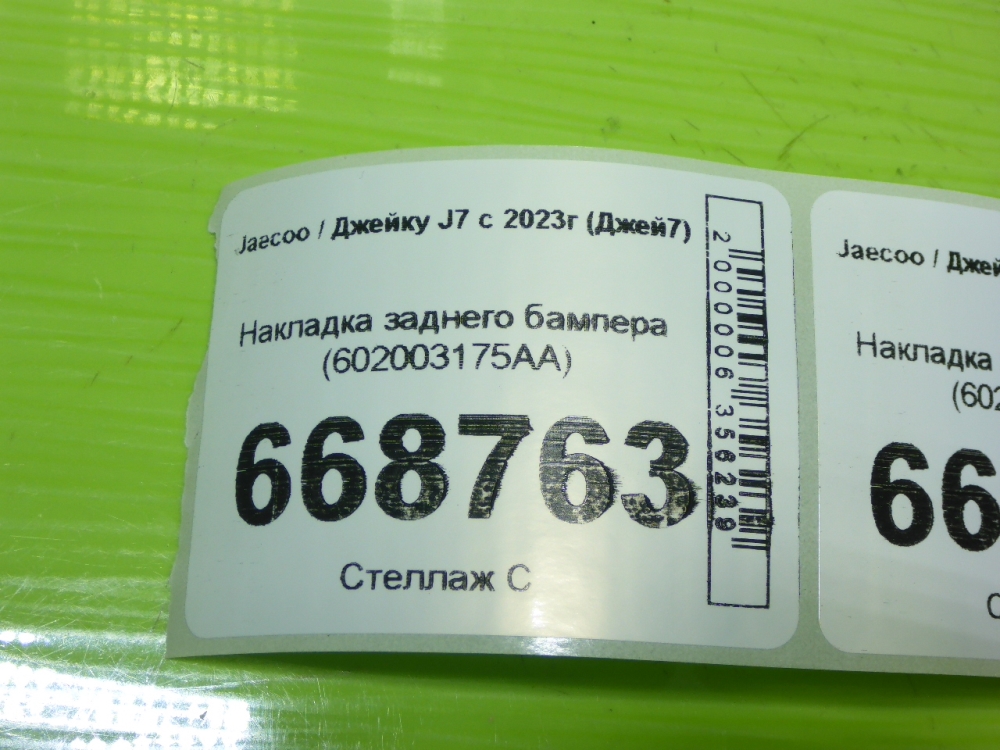 Jaecoo / Джейку J7 с 2023г (Джей7)
Накладка заднего бампера
(602003175AA)
668763
Стеллаж С
2000006356239
Jaecoo / Джей
Накладка
(602
66
С